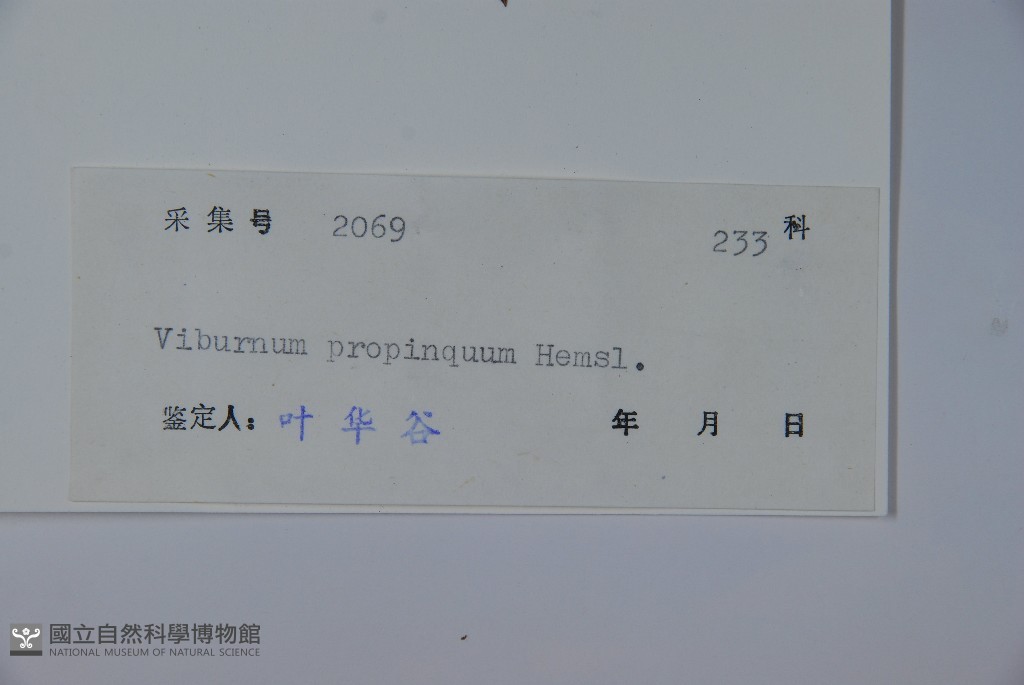 采集号 2069 233 科
Viburnum propinquum Hemsl.
鉴定人: 叶华谷 年 月 日
國立自然科學博物館
NATIONAL MUSEUM OF NATURAL SCIENCE